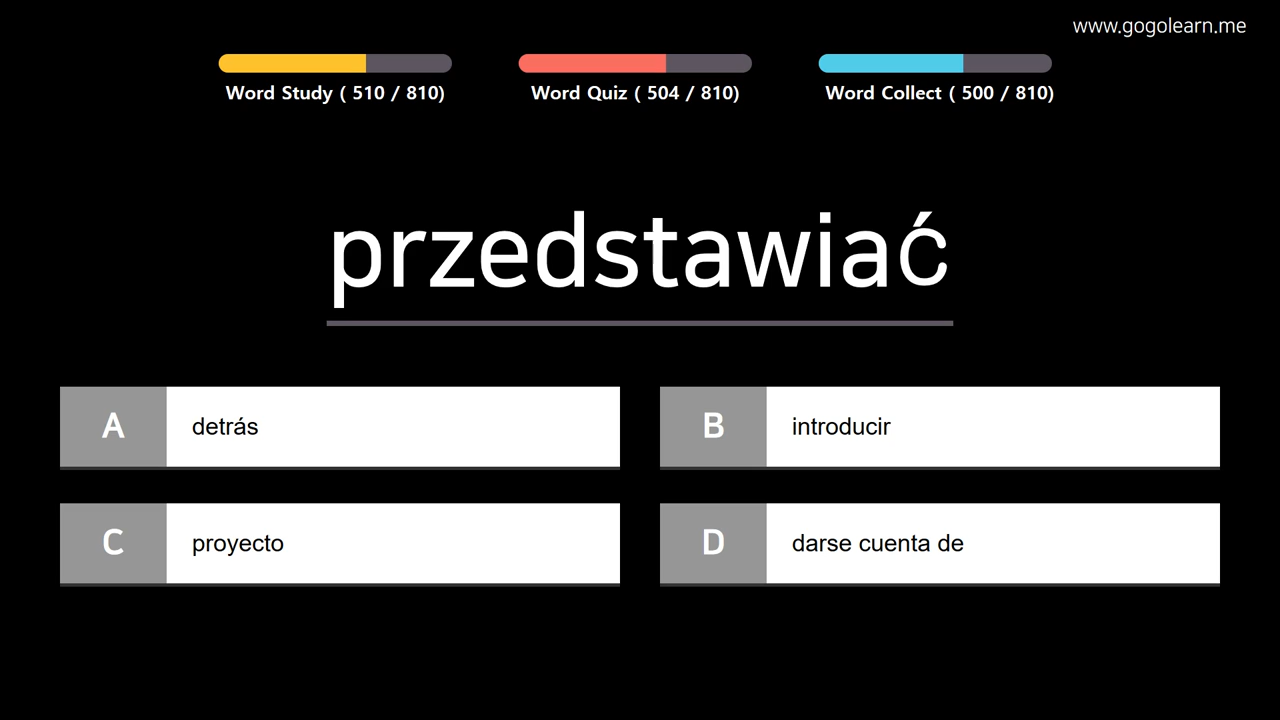 www.gogolearn.me
Word Study ( 510 / 810)
Word Quiz ( 504 / 810)
Word Collect ( 500 / 810)
przedstawiać
A detrás
B introducir
C proyecto
D darse cuenta de